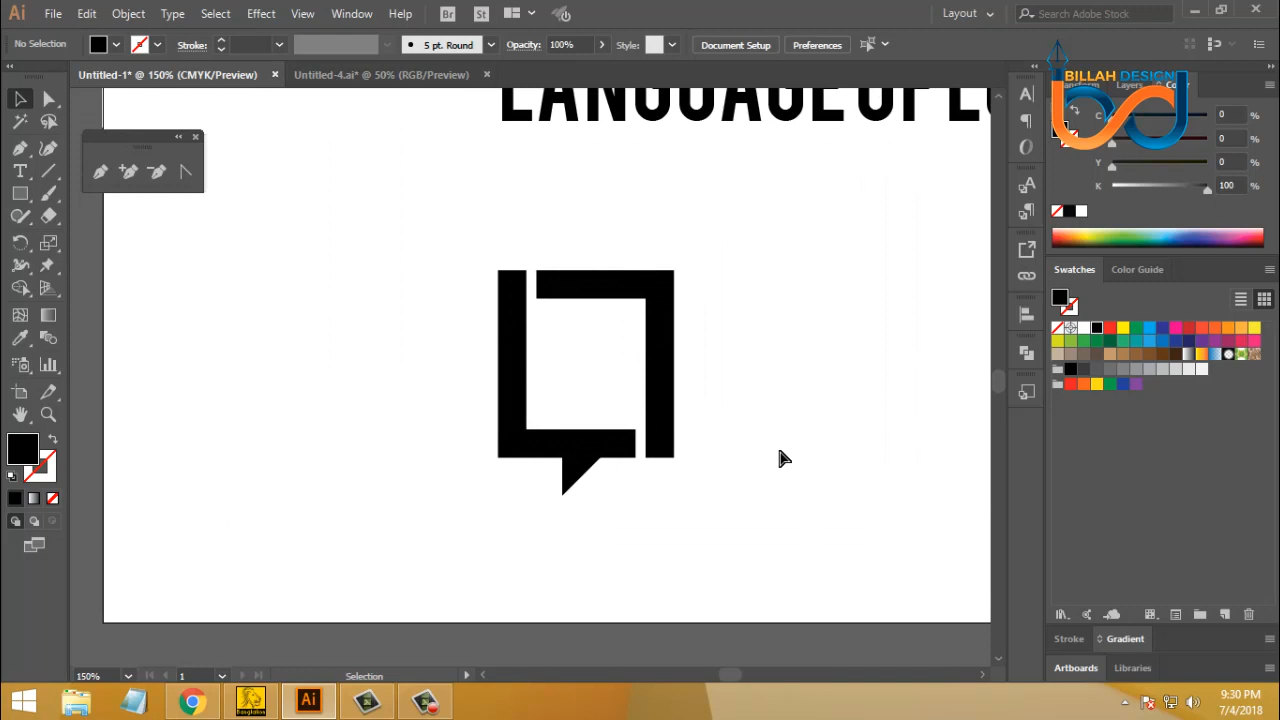 Ai File Edit Object Type Select Effect View Window Help Br St Layout Search Adobe Stock
No Selection Stroke: 5 pt. Round Opacity: 100% Style: Document Setup Preferences
Untitled-1* @ 150% (CMYK/Preview) × Untitled-4.ai* @ 50% (RGB/Preview) ×
BILLAH DESIGN
Layers
C 0 %
0 %
Y 0 %
K 100 %
Swatches Color Guide
Stroke Gradient
Artboards Libraries
150% 1 Selection
Banglalion
Ai
9:30 PM
7/4/2018